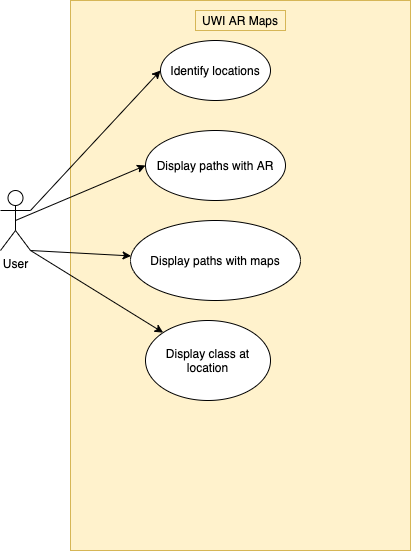 UWI AR Maps
Identify locations
Display paths with AR
User
Display paths with maps
Display class at
location